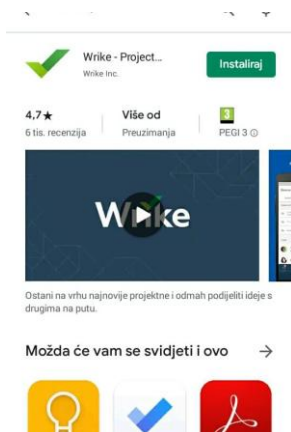 Wrike - Project...
Wrike Inc.
Instaliraj
4,7★
Više od
3
6 tis. recenzija
Preuzimanja
PEGI 3 ⓘ
Wrike
Ostani na vrhu najnovije projektne i odmah podijeliti ideje s
drugima na putu.
Možda će vam se svidjeti i ovo →